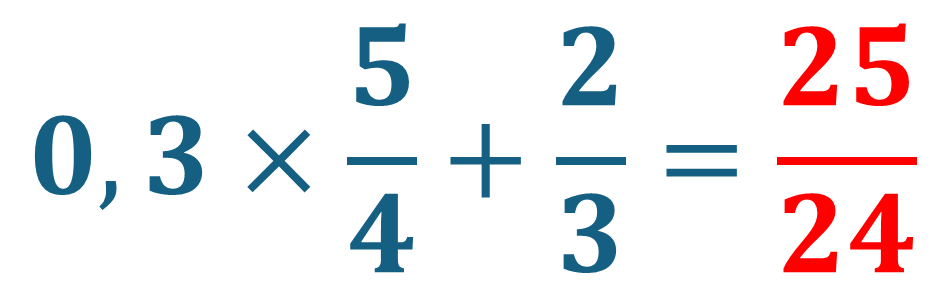 0,3 × 5/4 + 2/3 = 25/24